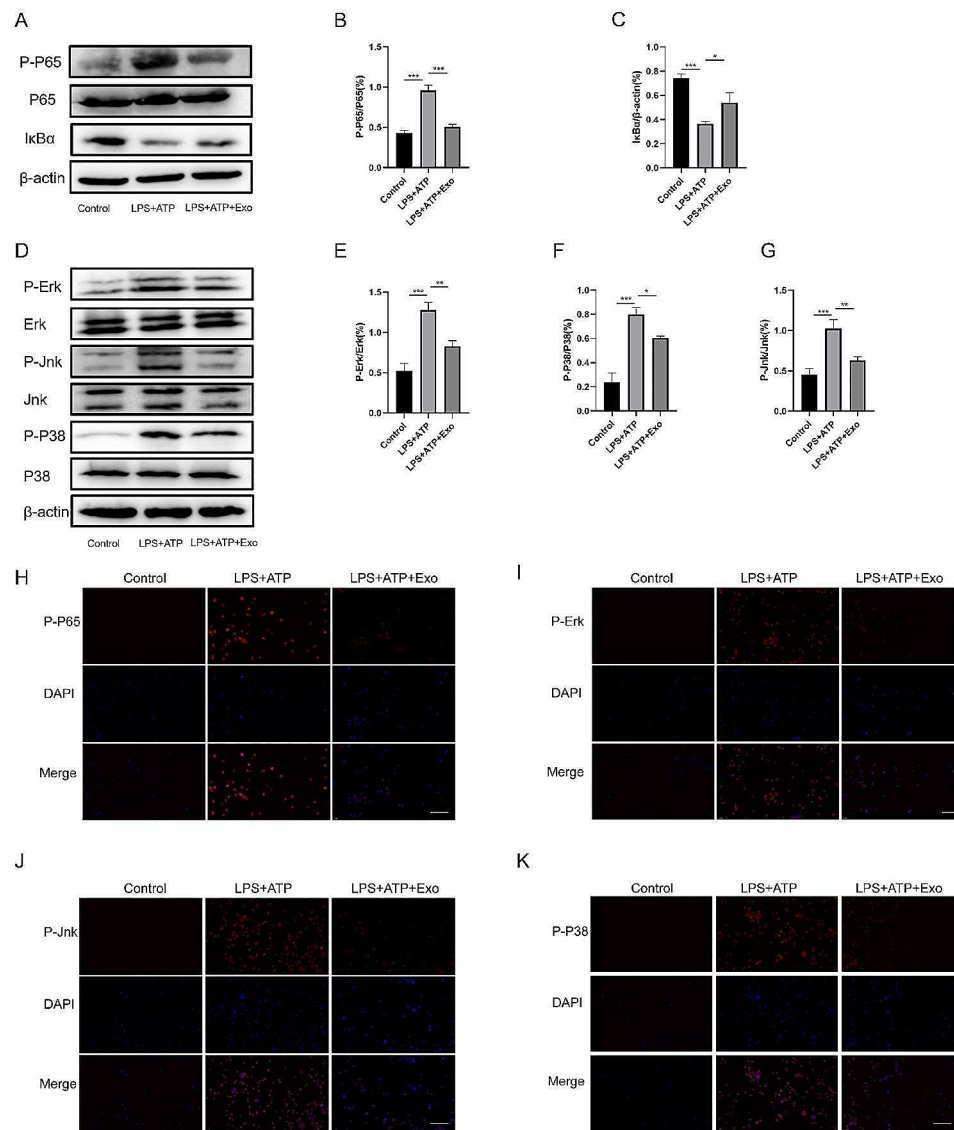 A
P-P65
P65
IκBα
β-actin
Control LPS+ATP LPS+ATP+Exo
B
P-P65/P65(%)
1.5
1.0
0.5
0.0
*** ***
Control
LPS+ATP
LPS+ATP+Exo
C
IκBα/β-actin(%)
1.0
0.8
0.6
0.4
0.2
0.0
*** *
Control
LPS+ATP
LPS+ATP+Exo
D
P-Erk
Erk
P-Jnk
Jnk
P-P38
P38
β-actin
Control LPS+ATP LPS+ATP+Exo
E
P-Erk/Erk(%)
1.5
1.0
0.5
0.0
*** **
Control
LPS+ATP
LPS+ATP+Exo
F
P-P38/P38(%)
1.0
0.8
0.6
0.4
0.2
0.0
*** *
Control
LPS+ATP
LPS+ATP+Exo
G
P-Jnk/Jnk(%)
1.5
1.0
0.5
0.0
*** **
Control
LPS+ATP
LPS+ATP+Exo
H
Control LPS+ATP LPS+ATP+Exo
P-P65
DAPI
Merge
I
Control LPS+ATP LPS+ATP+Exo
P-Erk
DAPI
Merge
J
Control LPS+ATP LPS+ATP+Exo
P-Jnk
DAPI
Merge
K
Control LPS+ATP LPS+ATP+Exo
P-P38
DAPI
Merge